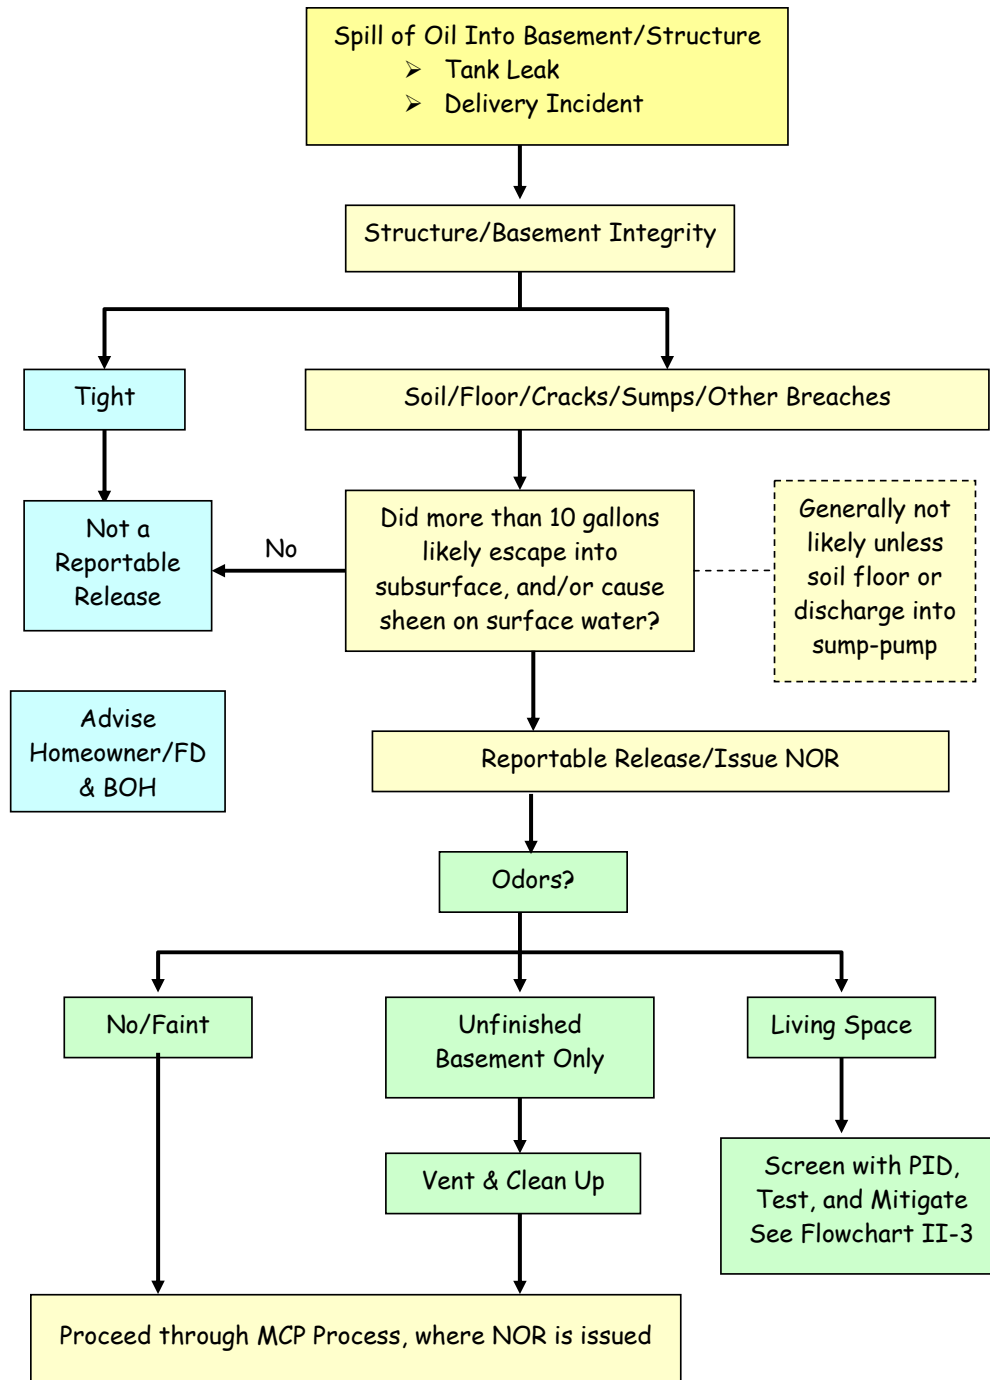 Spill of Oil Into Basement/Structure
➢ Tank Leak
➢ Delivery Incident
Structure/Basement Integrity
Tight
Soil/Floor/Cracks/Sumps/Other Breaches
Not a
Reportable
Release
No
Did more than 10 gallons
likely escape into
subsurface, and/or cause
sheen on surface water?
Generally not
likely unless
soil floor or
discharge into
sump-pump
Advise
Homeowner/FD
& BOH
Reportable Release/Issue NOR
Odors?
No/Faint
Unfinished
Basement Only
Living Space
Vent & Clean Up
Screen with PID,
Test, and Mitigate
See Flowchart II-3
Proceed through MCP Process, where NOR is issued